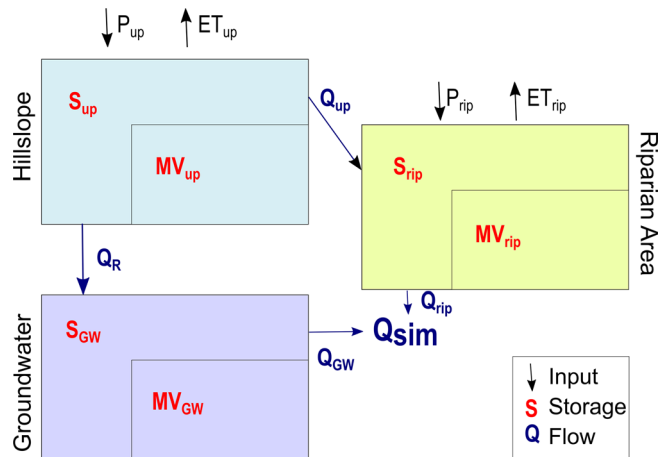 P_up
ET_up
Hillslope
S_up
MV_up
Q_up
P_rip
ET_rip
Riparian Area
S_rip
MV_rip
Q_R
Q_rip
Groundwater
S_GW
MV_GW
Q_GW
Qsim
Input
S Storage
Q Flow